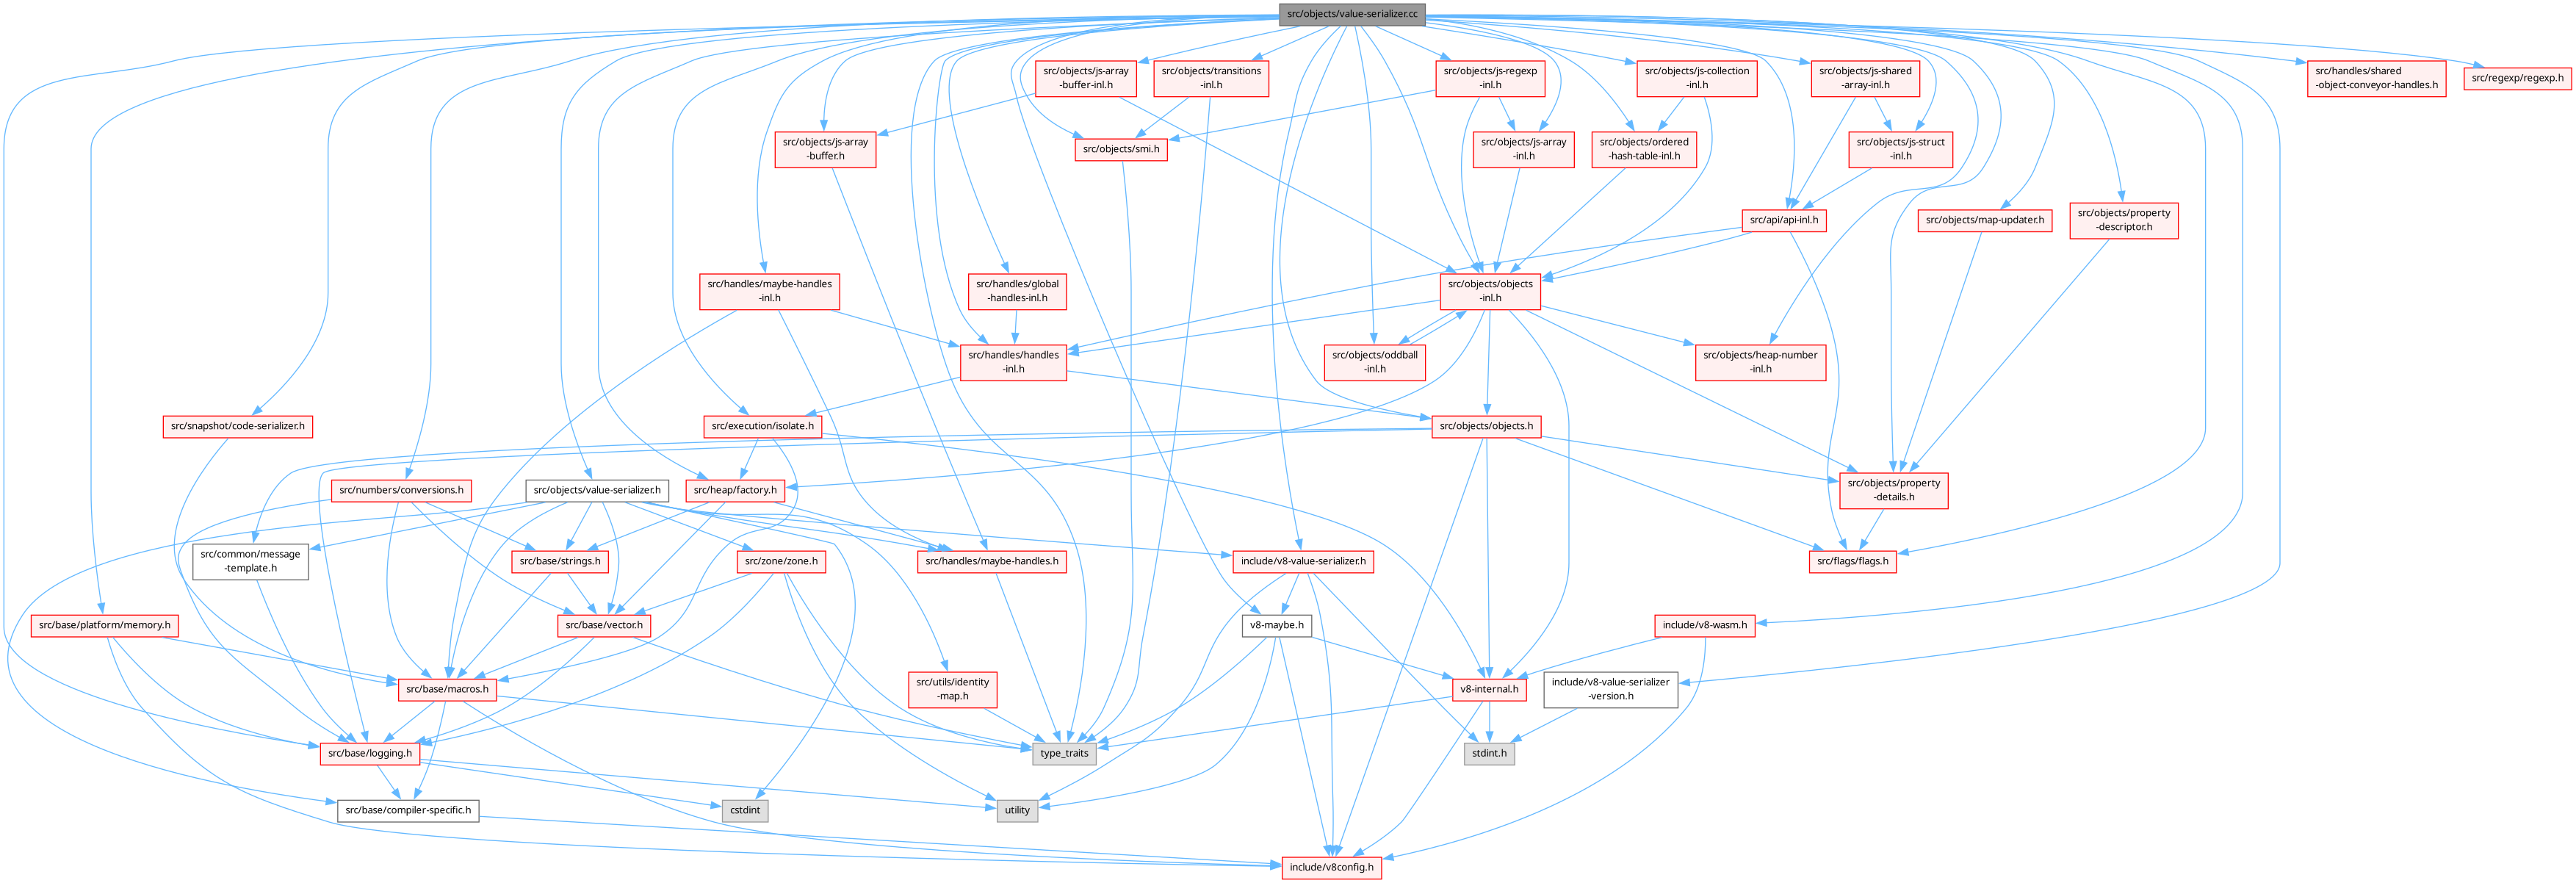 src/objects/value-serializer.cc
src/objects/js-array
-buffer-inl.h
src/objects/transitions
-inl.h
src/objects/js-regexp
-inl.h
src/objects/js-collection
-inl.h
src/objects/js-shared
-array-inl.h
src/handles/shared
-object-conveyor-handles.h
src/regexp/regexp.h
src/objects/js-array
-buffer.h
src/objects/smi.h
src/objects/js-array
-inl.h
src/objects/ordered
-hash-table-inl.h
src/objects/js-struct
-inl.h
src/api/api-inl.h
src/objects/map-updater.h
src/objects/property
-descriptor.h
src/handles/maybe-handles
-inl.h
src/handles/global
-handles-inl.h
src/objects/objects
-inl.h
src/handles/handles
-inl.h
src/objects/oddball
-inl.h
src/objects/heap-number
-inl.h
src/snapshot/code-serializer.h
src/execution/isolate.h
src/objects/objects.h
src/numbers/conversions.h
src/objects/value-serializer.h
src/heap/factory.h
src/objects/property
-details.h
src/common/message
-template.h
src/base/strings.h
src/zone/zone.h
src/handles/maybe-handles.h
include/v8-value-serializer.h
src/flags/flags.h
src/base/platform/memory.h
src/base/vector.h
v8-maybe.h
include/v8-wasm.h
src/base/macros.h
src/utils/identity
-map.h
v8-internal.h
include/v8-value-serializer
-version.h
src/base/logging.h
type_traits
stdint.h
src/base/compiler-specific.h
cstdint
utility
include/v8config.h